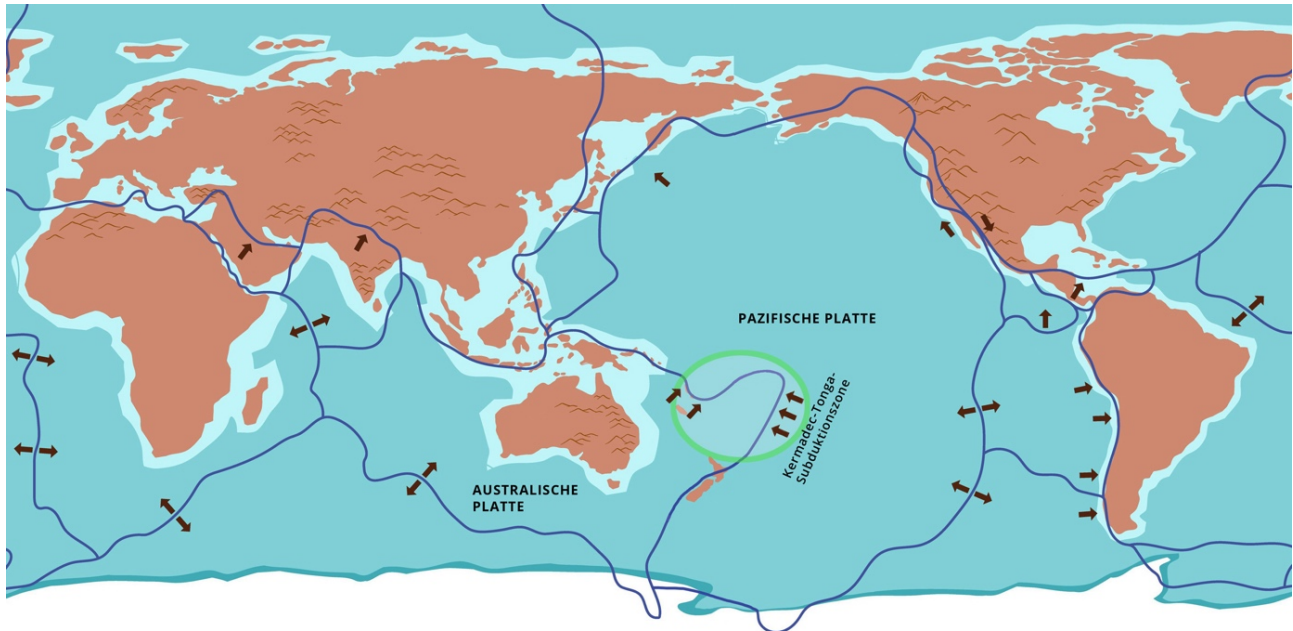 PAZIFISCHE PLATTE
Kermadec-Tonga-
Subduktionszone
AUSTRALISCHE
PLATTE